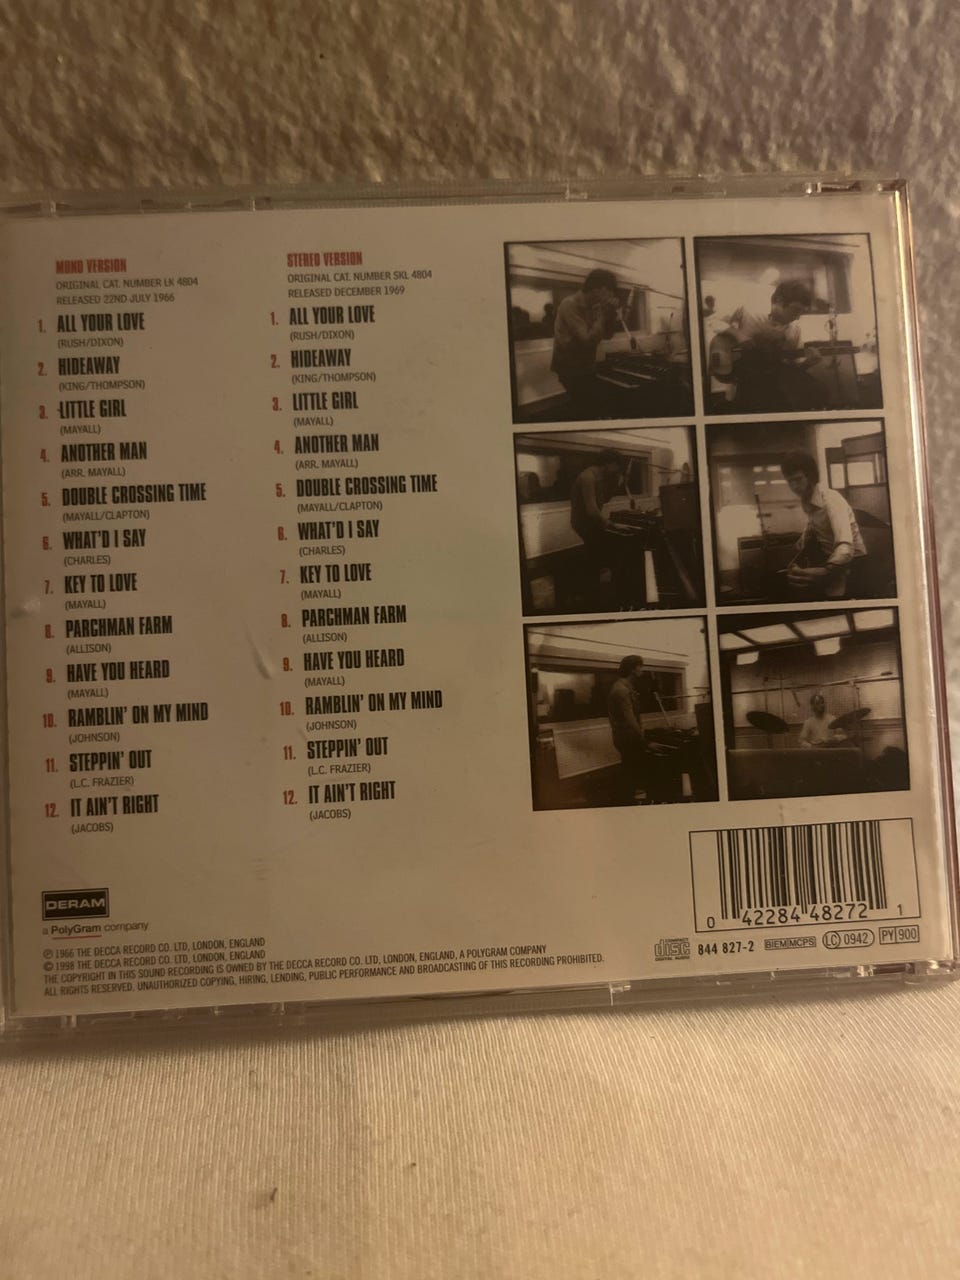 MONO VERSION
ORIGINAL CAT. NUMBER LK 4804
RELEASED 22ND JULY 1966
1. ALL YOUR LOVE
(RUSH/DIXON)
2. HIDEAWAY
(KING/THOMPSON)
3. LITTLE GIRL
(MAYALL)
4. ANOTHER MAN
(ARR. MAYALL)
5. DOUBLE CROSSING TIME
(MAYALL/CLAPTON)
6. WHAT'D I SAY
(CHARLES)
7. KEY TO LOVE
(MAYALL)
8. PARCHMAN FARM
(ALLISON)
9. HAVE YOU HEARD
(MAYALL)
10. RAMBLIN' ON MY MIND
(JOHNSON)
11. STEPPIN' OUT
(L.C. FRAZIER)
12. IT AIN'T RIGHT
(JACOBS)
STEREO VERSION
ORIGINAL CAT. NUMBER SKL 4804
RELEASED DECEMBER 1969
1. ALL YOUR LOVE
(RUSH/DIXON)
2. HIDEAWAY
(KING/THOMPSON)
3. LITTLE GIRL
(MAYALL)
4. ANOTHER MAN
(ARR. MAYALL)
5. DOUBLE CROSSING TIME
(MAYALL/CLAPTON)
6. WHAT'D I SAY
(CHARLES)
7. KEY TO LOVE
(MAYALL)
8. PARCHMAN FARM
(ALLISON)
9. HAVE YOU HEARD
(MAYALL)
10. RAMBLIN' ON MY MIND
(JOHNSON)
11. STEPPIN' OUT
(L.C. FRAZIER)
12. IT AIN'T RIGHT
(JACOBS)
DERAM
a PolyGram company
℗ 1966 THE DECCA RECORD CO. LTD, LONDON, ENGLAND
© 1998 THE DECCA RECORD CO. LTD, LONDON, ENGLAND
THE COPYRIGHT IN THIS SOUND RECORDING IS OWNED BY THE DECCA RECORD CO. LTD, LONDON, ENGLAND, A POLYGRAM COMPANY
ALL RIGHTS RESERVED. UNAUTHORIZED COPYING, HIRING, LENDING, PUBLIC PERFORMANCE AND BROADCASTING OF THIS RECORDING PROHIBITED.
0 42284 48272 1
COMPACT
disc
DIGITAL AUDIO
844 827-2
BIEM/MCPS
LC 0942
PY 900